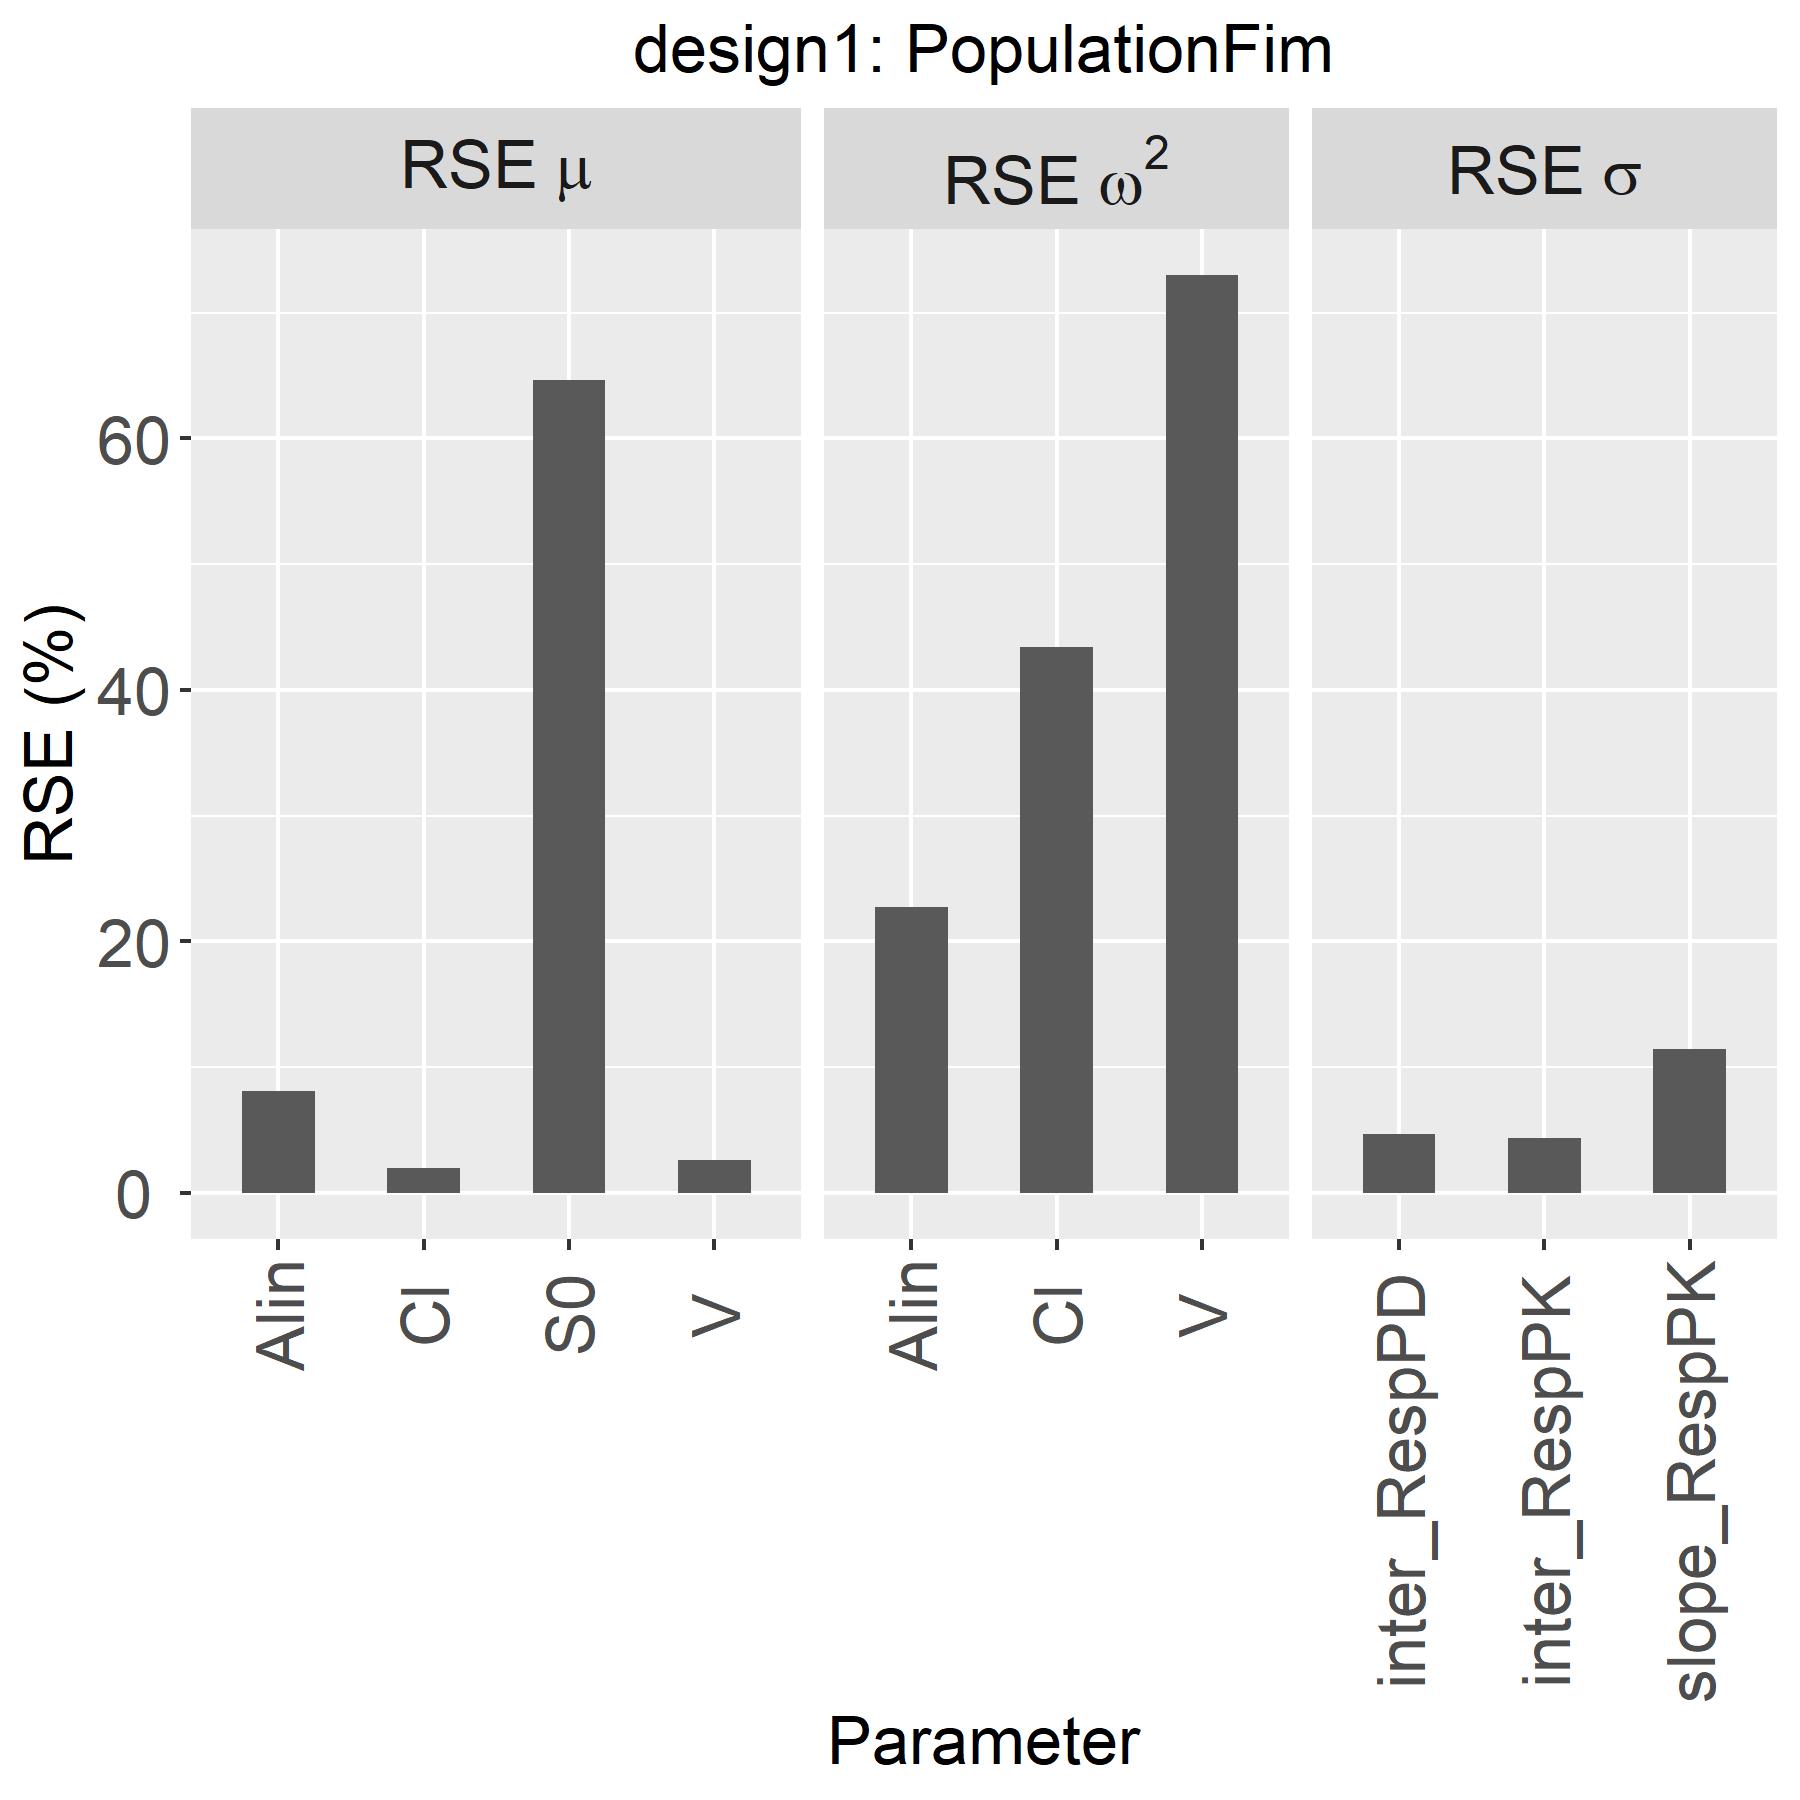 design1: PopulationFim
RSE μ
RSE ω²
RSE σ
RSE (%)
60
40
20
0
Alin
Cl
S0
V
Alin
Cl
V
inter_RespPD
inter_RespPK
slope_RespPK
Parameter